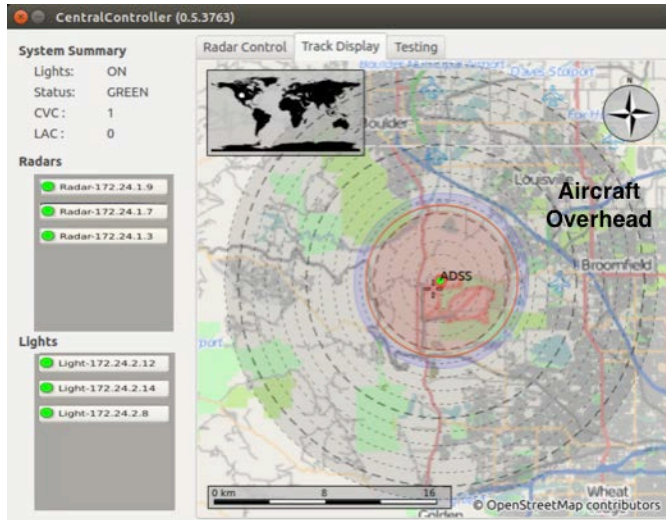 CentralController (0.5.3763)
System Summary
Lights: ON
Status: GREEN
CVC : 1
LAC : 0
Radars
Radar-172.24.1.9
Radar-172.24.1.7
Radar-172.24.1.3
Lights
Light-172.24.2.12
Light-172.24.2.14
Light-172.24.2.8
Radar Control Track Display Testing
Boulder Municipal Airport
N
Louisville
Aircraft
Overhead
ADSS
Broomfield
0 km 8 16
Wheat
Golden
© OpenStreetMap contributors